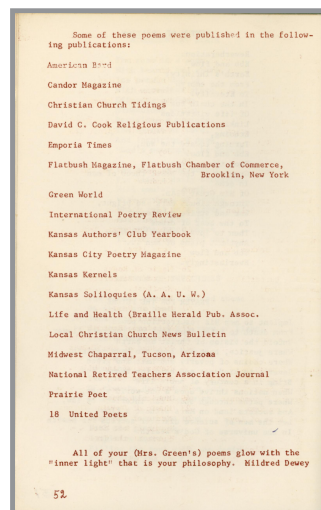 Some of these poems were published in the follow-
ing publications:
American Bard
Candor Magazine
Christian Church Tidings
David C. Cook Religious Publications
Emporia Times
Flatbush Magazine, Flatbush Chamber of Commerce,
Brooklin, New York
Green World
International Poetry Review
Kansas Authors' Club Yearbook
Kansas City Poetry Magazine
Kansas Kernels
Kansas Soliloquies (A. A. U. W.)
Life and Health (Braille Herald Pub. Assoc.
Local Christian Church News Bulletin
Midwest Chaparral, Tucson, Arizona
National Retired Teachers Association Journal
Prairie Poet
18 United Poets
All of your (Mrs. Green's) poems glow with the
"inner light" that is your philosophy. Mildred Dewey
52